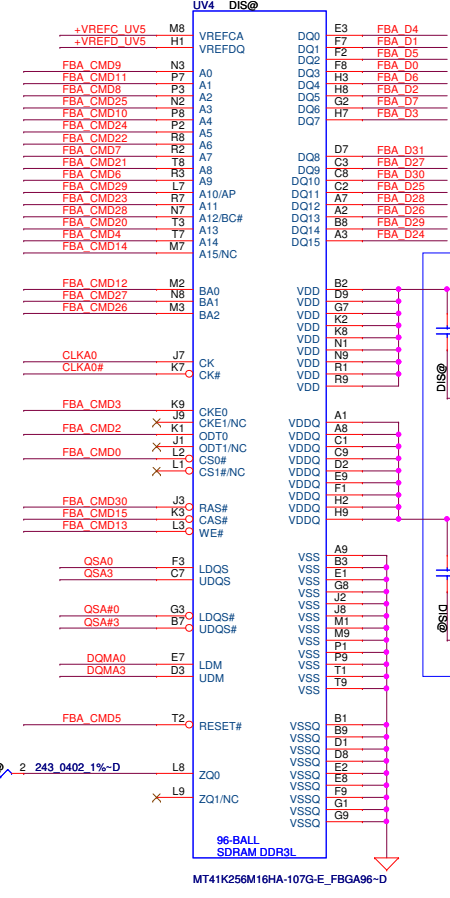 UV4 DIS@
+VREFC_UV5 M8 VREFCA
+VREFD_UV5 H1 VREFDQ
FBA_CMD9 N3 A0
FBA_CMD11 P7 A1
FBA_CMD8 P3 A2
FBA_CMD25 N2 A3
FBA_CMD10 P8 A4
FBA_CMD24 P2 A5
FBA_CMD22 R8 A6
FBA_CMD7 R2 A7
FBA_CMD21 T8 A8
FBA_CMD6 R3 A9
FBA_CMD29 L7 A10/AP
FBA_CMD23 R7 A11
FBA_CMD28 N7 A12/BC#
FBA_CMD20 T3 A13
FBA_CMD4 T7 A14
FBA_CMD14 M7 A15/NC
FBA_CMD12 M2 BA0
FBA_CMD27 N8 BA1
FBA_CMD26 M3 BA2
CLKA0 J7 CK
CLKA0# K7 CK#
FBA_CMD3 K9 CKE0
J9 CKE1/NC
FBA_CMD2 K1 ODT0
J1 ODT1/NC
FBA_CMD0 L2 CS0#
L1 CS1#/NC
FBA_CMD30 J3 RAS#
FBA_CMD15 K3 CAS#
FBA_CMD13 L3 WE#
QSA0 F3 LDQS
QSA3 C7 UDQS
QSA#0 G3 LDQS#
QSA#3 B7 UDQS#
DQMA0 E7 LDM
DQMA3 D3 UDM
FBA_CMD5 T2 RESET#
2 243_0402_1%~D L8 ZQ0
L9 ZQ1/NC
DQ0 E3 FBA_D4
DQ1 F7 FBA_D1
DQ2 F2 FBA_D5
DQ3 F8 FBA_D0
DQ4 H3 FBA_D6
DQ5 H8 FBA_D2
DQ6 G2 FBA_D7
DQ7 H7 FBA_D3
DQ8 D7 FBA_D31
DQ9 C3 FBA_D27
DQ10 C8 FBA_D30
DQ11 C2 FBA_D25
DQ12 A7 FBA_D28
DQ13 A2 FBA_D26
DQ14 B8 FBA_D29
DQ15 A3 FBA_D24
VDD B2
VDD D9
VDD G7
VDD K2
VDD K8
VDD N1
VDD N9
VDD R1
VDD R9
DIS@
VDDQ A1
VDDQ A8
VDDQ C1
VDDQ C9
VDDQ D2
VDDQ E9
VDDQ F1
VDDQ H2
VDDQ H9
VSS A9
VSS B3
VSS E1
VSS G8
VSS J2
VSS J8
VSS M1
VSS M9
VSS P1
VSS P9
VSS T1
VSS T9
DIS@
VSSQ B1
VSSQ B9
VSSQ D1
VSSQ D8
VSSQ E2
VSSQ E8
VSSQ F9
VSSQ G1
VSSQ G9
96-BALL
SDRAM DDR3L
MT41K256M16HA-107G-E_FBGA96~D